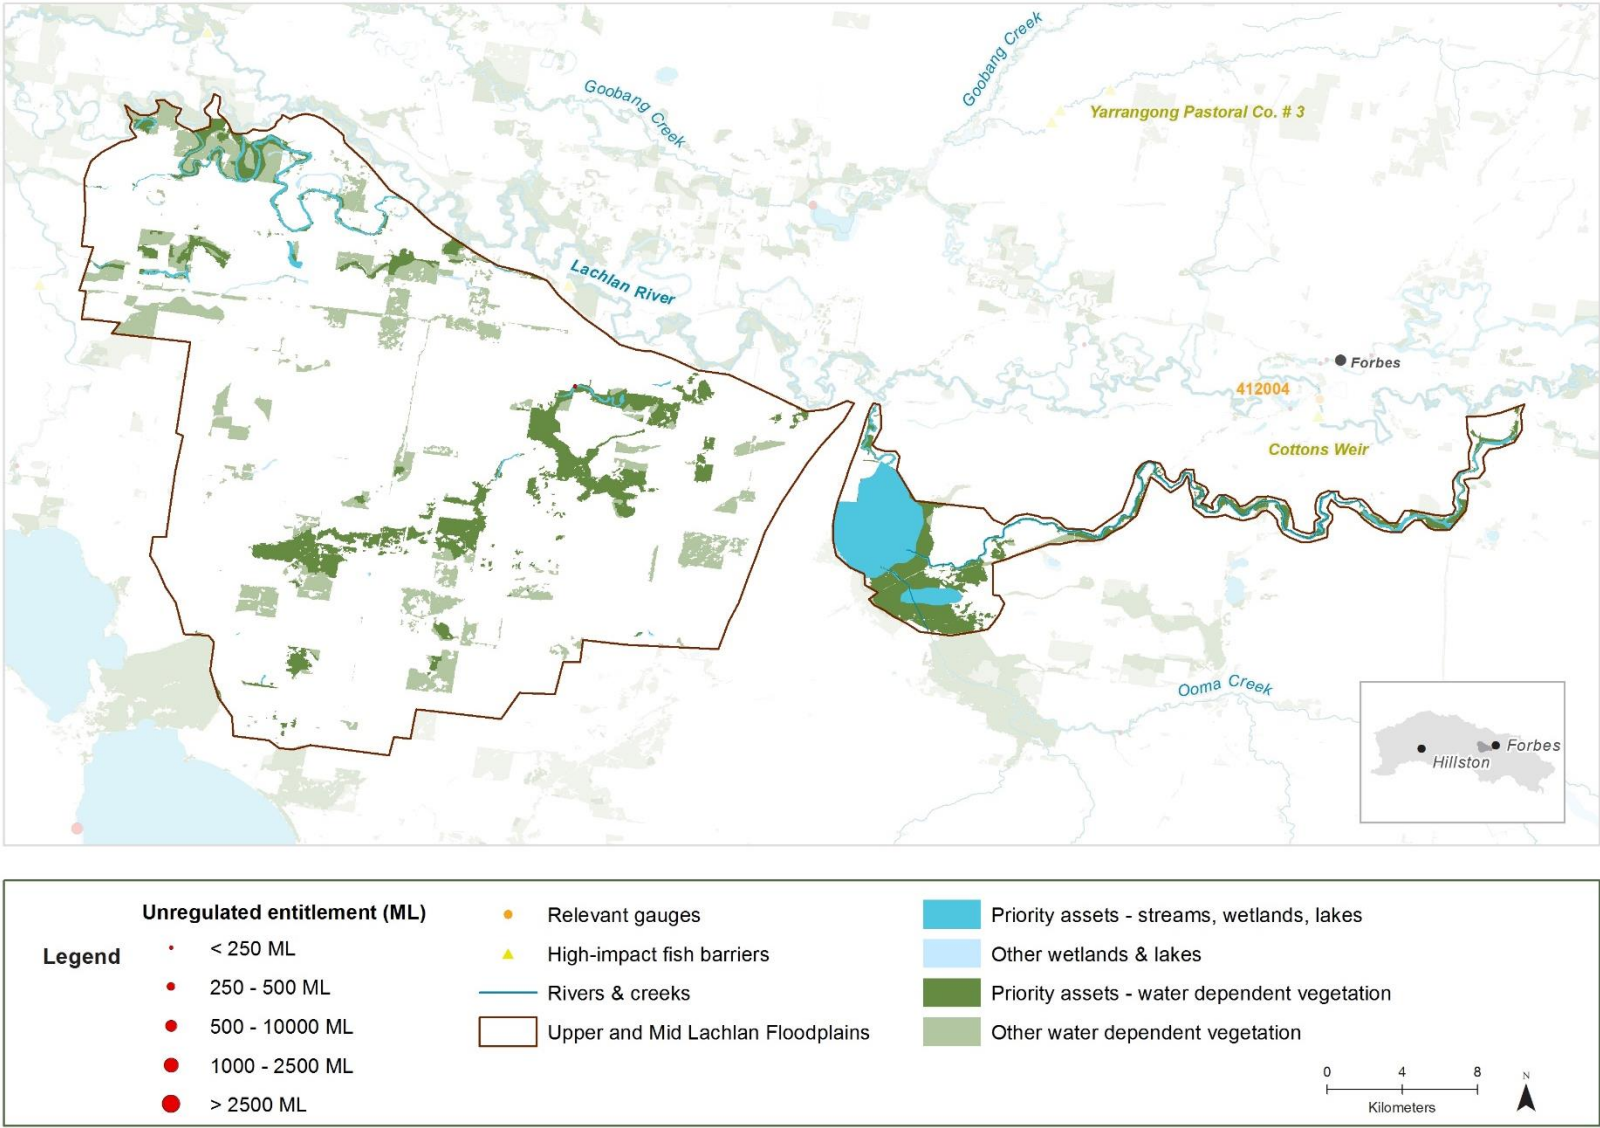 Goobang Creek
Goobang Creek
Yarrangong Pastoral Co. # 3
Lachlan River
Forbes
412004
Cottons Weir
Ooma Creek
Forbes
Hillston
Legend
Unregulated entitlement (ML)
< 250 ML
250 - 500 ML
500 - 10000 ML
1000 - 2500 ML
> 2500 ML
Relevant gauges
High-impact fish barriers
Rivers & creeks
Upper and Mid Lachlan Floodplains
Priority assets - streams, wetlands, lakes
Other wetlands & lakes
Priority assets - water dependent vegetation
Other water dependent vegetation
0 4 8
Kilometers
N